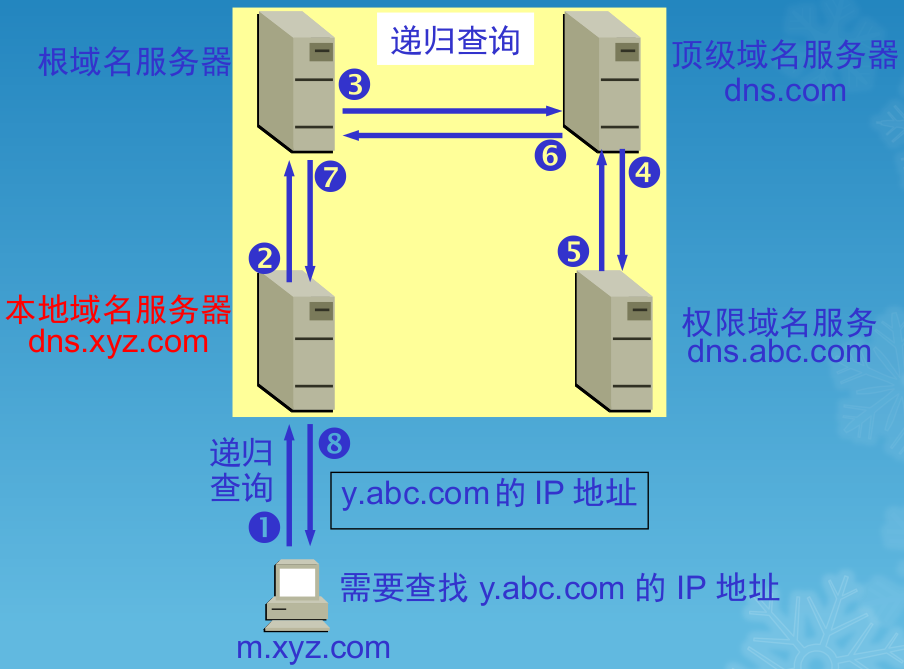 递归查询
根域名服务器
顶级域名服务器
dns.com
❸
❻
❼
❹
❷
❺
本地域名服务器
dns.xyz.com
权限域名服务
dns.abc.com
递归
查询
❽
y.abc.com 的 IP 地址
❶
需要查找 y.abc.com 的 IP 地址
m.xyz.com